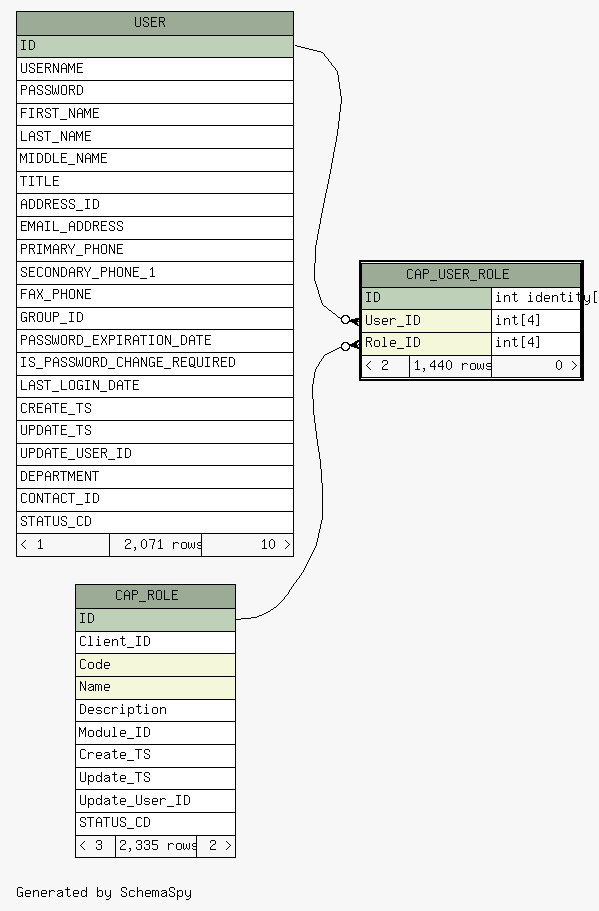 USER
ID
USERNAME
PASSWORD
FIRST_NAME
LAST_NAME
MIDDLE_NAME
TITLE
ADDRESS_ID
EMAIL_ADDRESS
PRIMARY_PHONE
SECONDARY_PHONE_1
FAX_PHONE
GROUP_ID
PASSWORD_EXPIRATION_DATE
IS_PASSWORD_CHANGE_REQUIRED
LAST_LOGIN_DATE
CREATE_TS
UPDATE_TS
UPDATE_USER_ID
DEPARTMENT
CONTACT_ID
STATUS_CD
< 1 2,071 rows 10 >
CAP_USER_ROLE
ID int identity[
User_ID int[4]
Role_ID int[4]
< 2 1,440 rows 0 >
CAP_ROLE
ID
Client_ID
Code
Name
Description
Module_ID
Create_TS
Update_TS
Update_User_ID
STATUS_CD
< 3 2,335 rows 2 >
Generated by SchemaSpy